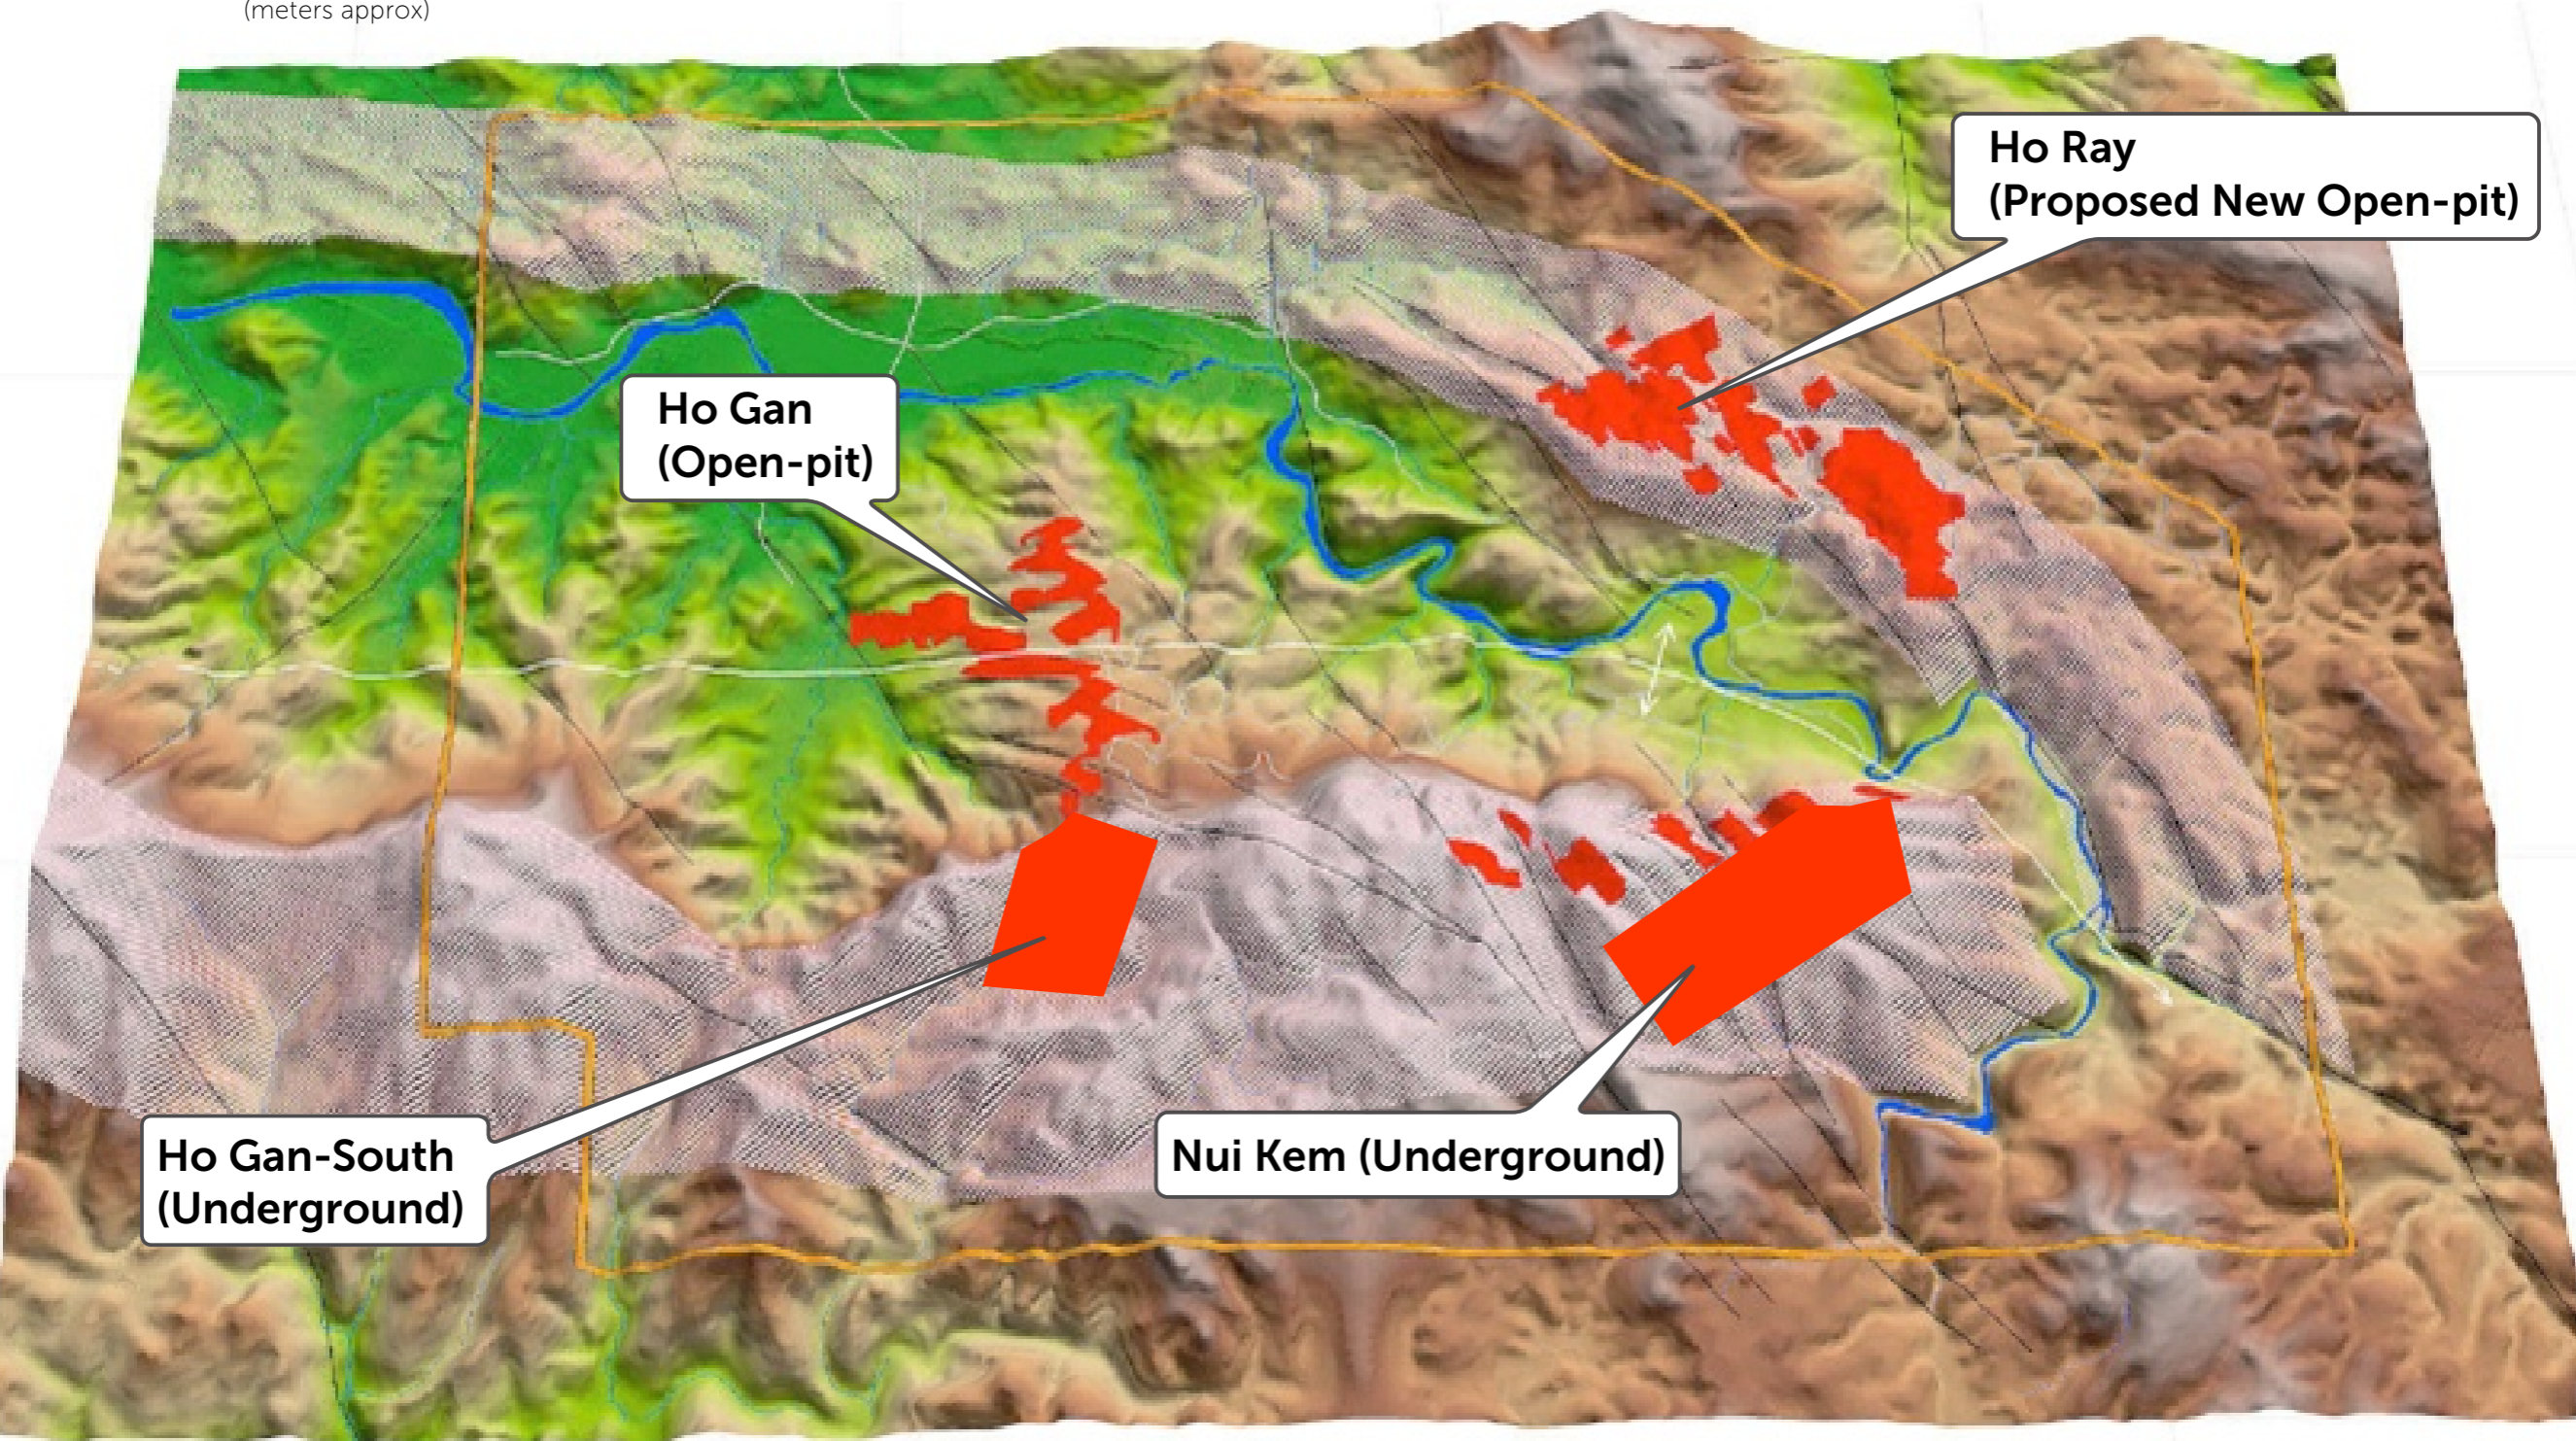 (meters approx)
Ho Ray
(Proposed New Open-pit)
Ho Gan
(Open-pit)
Ho Gan-South
(Underground)
Nui Kem (Underground)